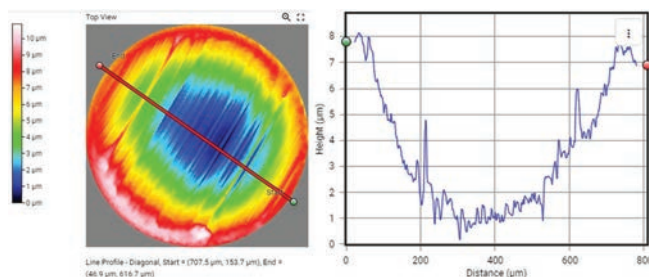 Top View
10 µm
9 µm
8 µm
7 µm
6 µm
5 µm
4 µm
3 µm
2 µm
1 µm
0 µm
Line Profile - Diagonal, Start = (707.5 µm, 153.7 µm), End =
(46.9 µm, 616.7 µm)
Height (µm)
8
7
6
5
4
3
2
1
0
0 200 400 600 800
Distance (µm)